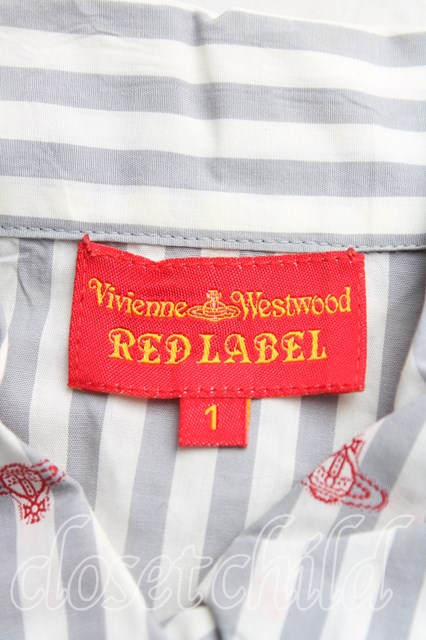 Vivienne Westwood
RED LABEL
1
closetchild